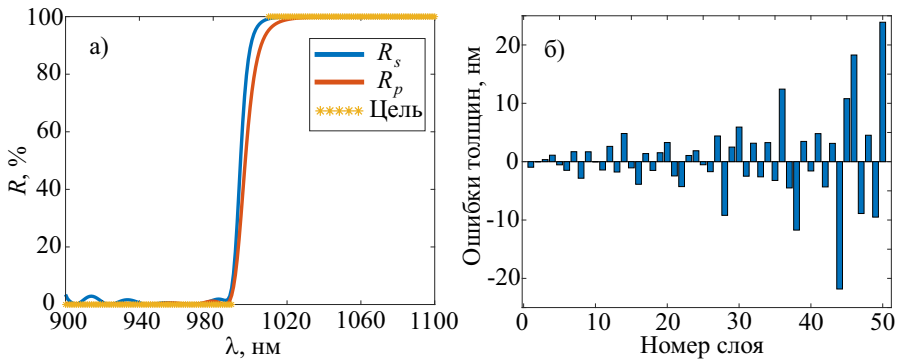 а)
R, %
100
80
60
40
20
0
R_s
R_p
Цель
900 940 980 1020 1060 1100
λ, нм
б)
Ошибки толщин, нм
20
10
0
-10
-20
0 10 20 30 40 50
Номер слоя